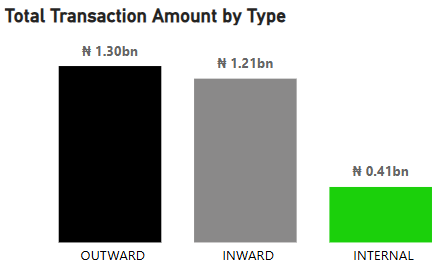 Total Transaction Amount by Type
₦ 1.30bn
₦ 1.21bn
₦ 0.41bn
OUTWARD
INWARD
INTERNAL